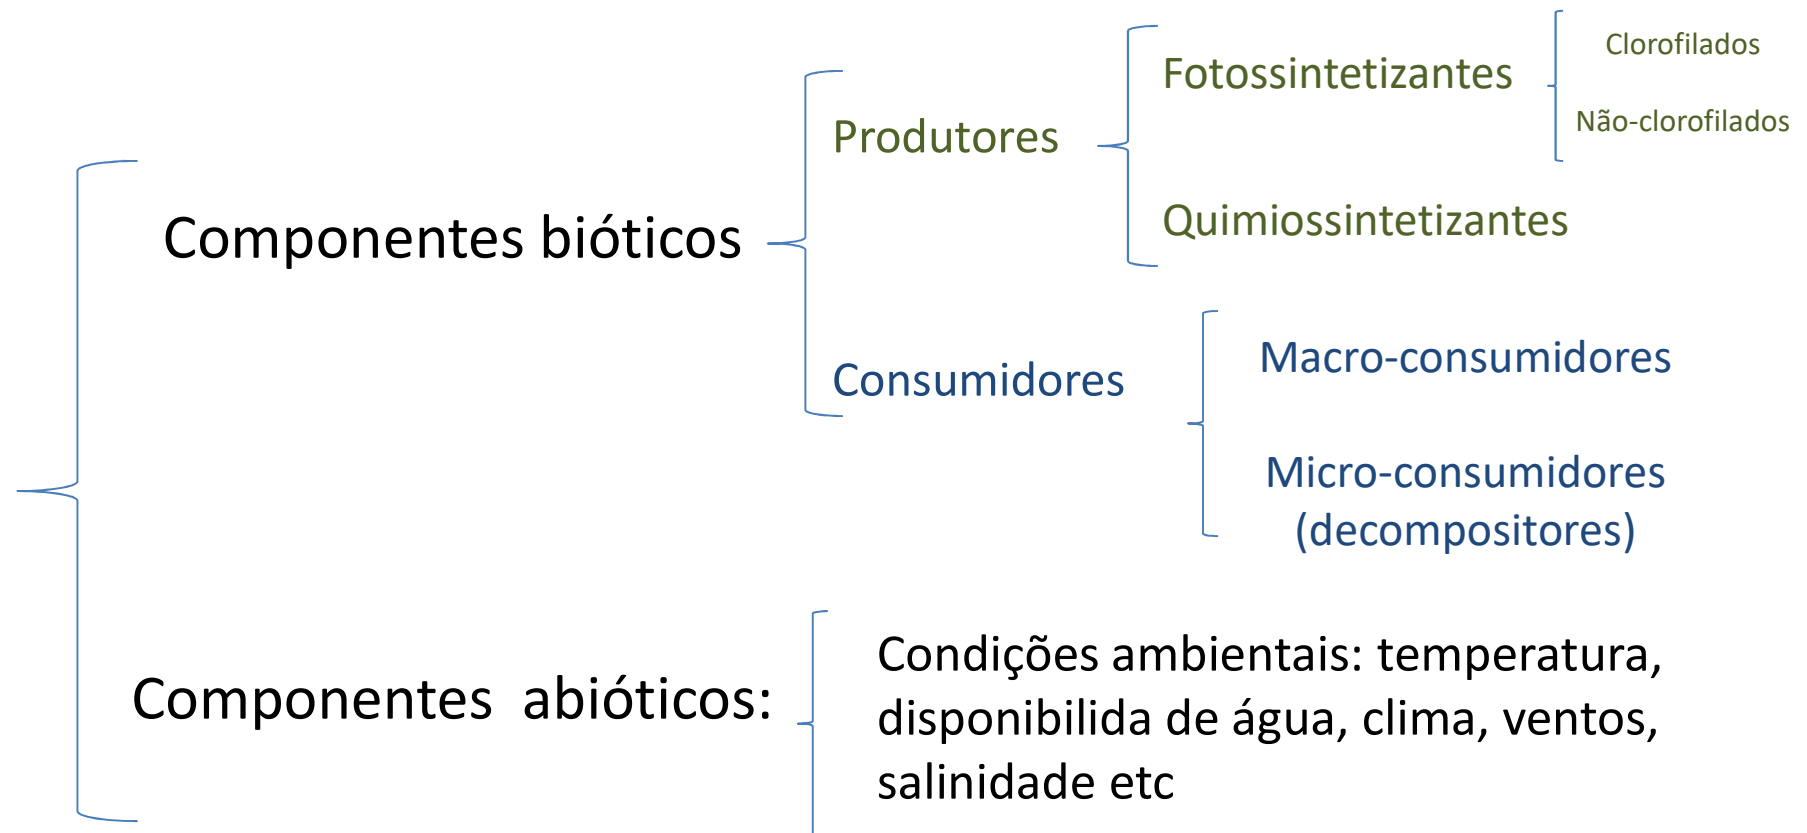 Clorofilados
Fotossintetizantes
Não-clorofilados
Produtores
Quimiossintetizantes
Componentes bióticos
Macro-consumidores
Consumidores
Micro-consumidores
(decompositores)
Componentes abióticos:
Condições ambientais: temperatura,
disponibilida de água, clima, ventos,
salinidade etc